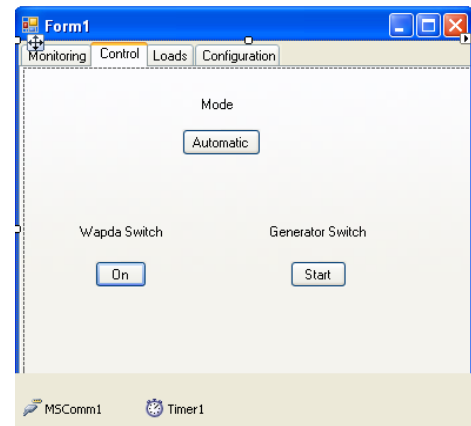 Form1
Monitoring Control Loads Configuration
Mode
Automatic
Wapda Switch Generator Switch
On Start
MSComm1 Timer1